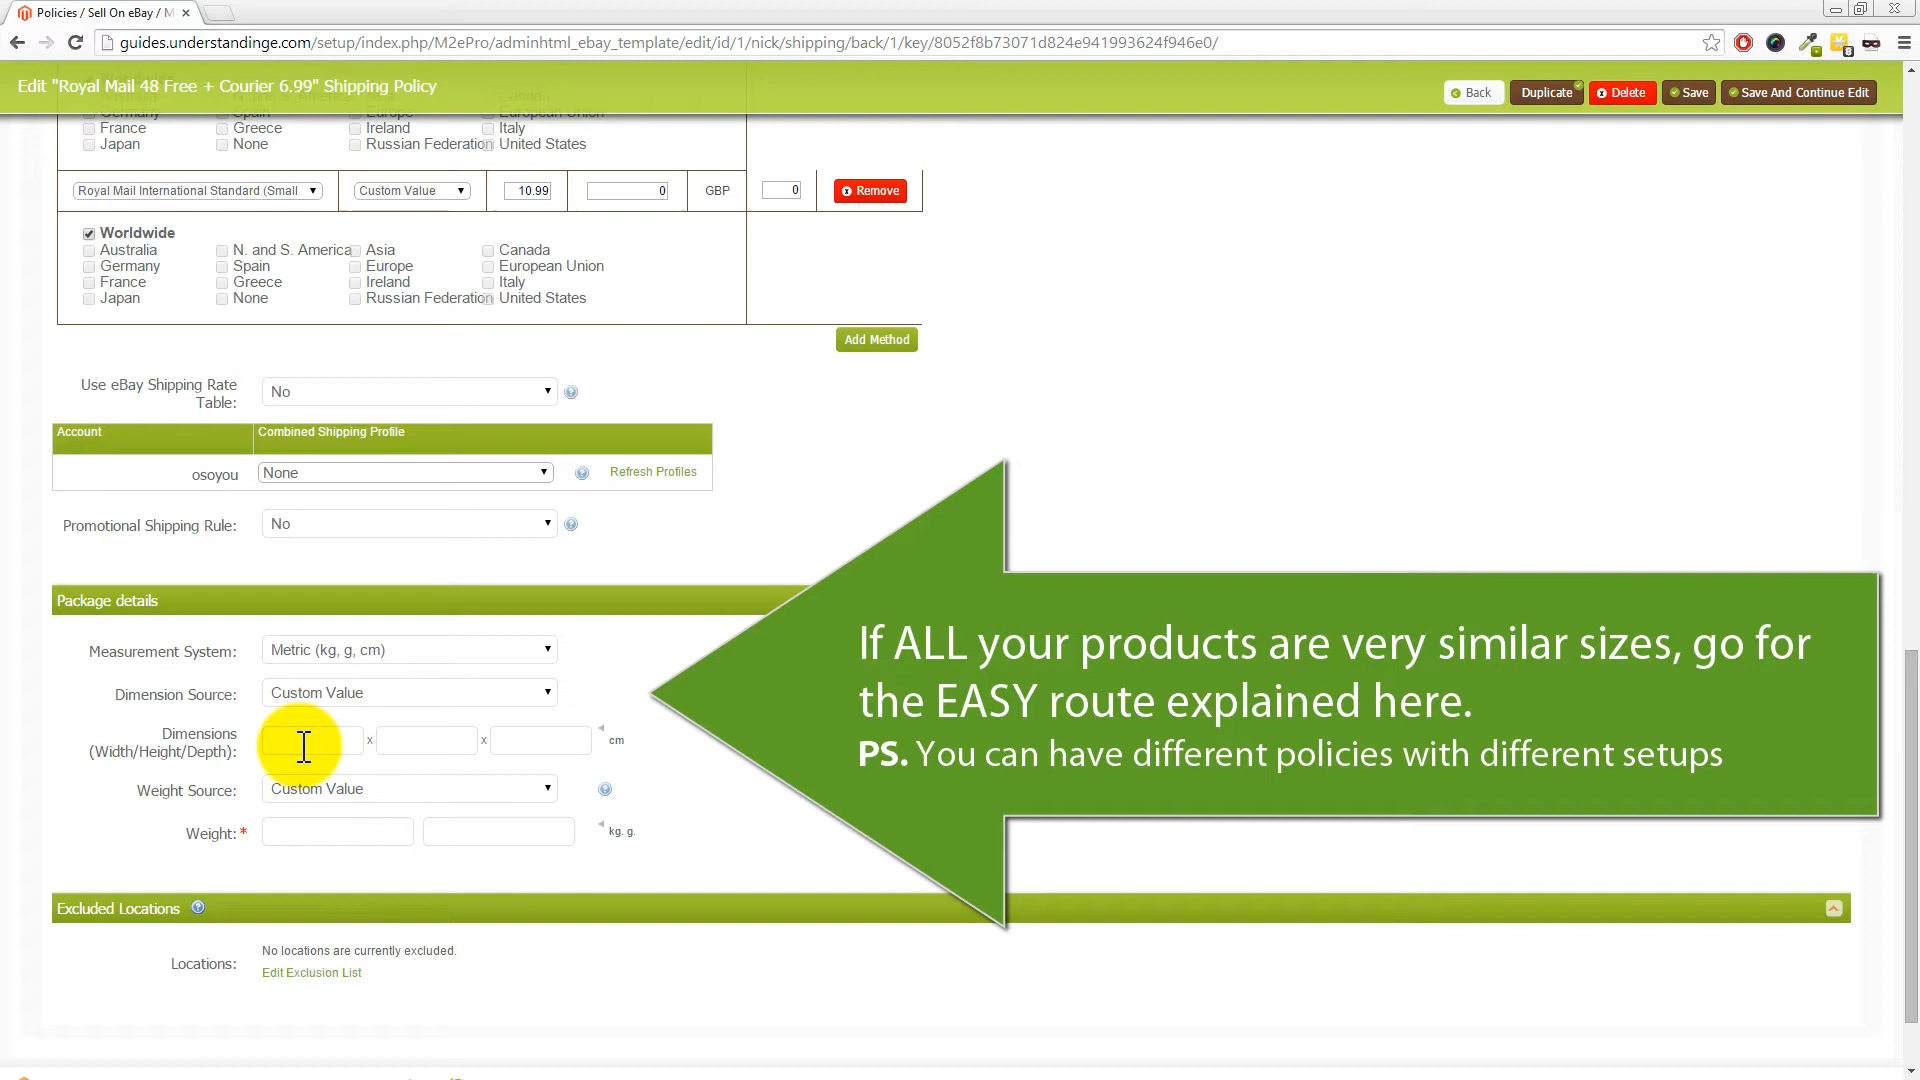 Policies / Sell On eBay / M
guides.understandinge.com/setup/index.php/M2ePro/adminhtml_ebay_template/edit/id/1/nick/shipping/back/1/key/8052f8b73071d824e941993624f946e0/
Edit "Royal Mail 48 Free + Courier 6.99" Shipping Policy
Back Duplicate Delete Save Save And Continue Edit
Germany Spain Europe European Union
France Greece Ireland Italy
Japan None Russian Federation United States
Royal Mail International Standard (Small Custom Value 10.99 0 GBP 0 Remove
Worldwide
Australia N. and S. America Asia Canada
Germany Spain Europe European Union
France Greece Ireland Italy
Japan None Russian Federation United States
Add Method
Use eBay Shipping Rate
Table: No
Account Combined Shipping Profile
osoyou None Refresh Profiles
Promotional Shipping Rule: No
Package details
Measurement System: Metric (kg, g, cm)
Dimension Source: Custom Value
Dimensions
(Width/Height/Depth): x x cm
Weight Source: Custom Value
Weight:* kg. g.
If ALL your products are very similar sizes, go for
the EASY route explained here.
PS. You can have different policies with different setups
Excluded Locations
No locations are currently excluded.
Locations:
Edit Exclusion List